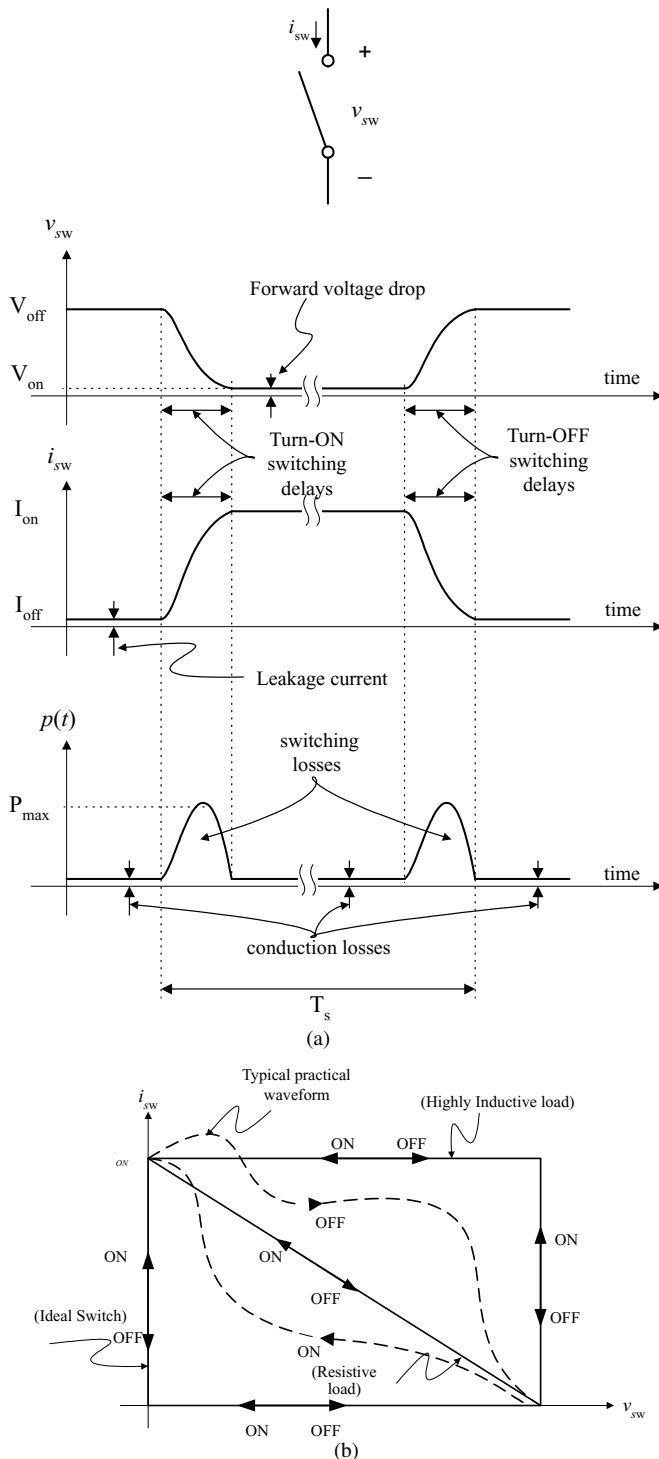 i_sw
+
v_sw
–
v_sw
Forward voltage drop
V_off
V_on
time
Turn-ON
switching
delays
Turn-OFF
switching
delays
i_sw
I_on
I_off
time
Leakage current
p(t)
switching
losses
P_max
time
conduction losses
T_s
(a)
i_sw
Typical practical
waveform
(Highly Inductive load)
ON OFF
ON
OFF
ON
ON
ON
OFF
OFF
(Ideal Switch)
OFF
ON
(Resistive
load)
v_sw
ON OFF
(b)